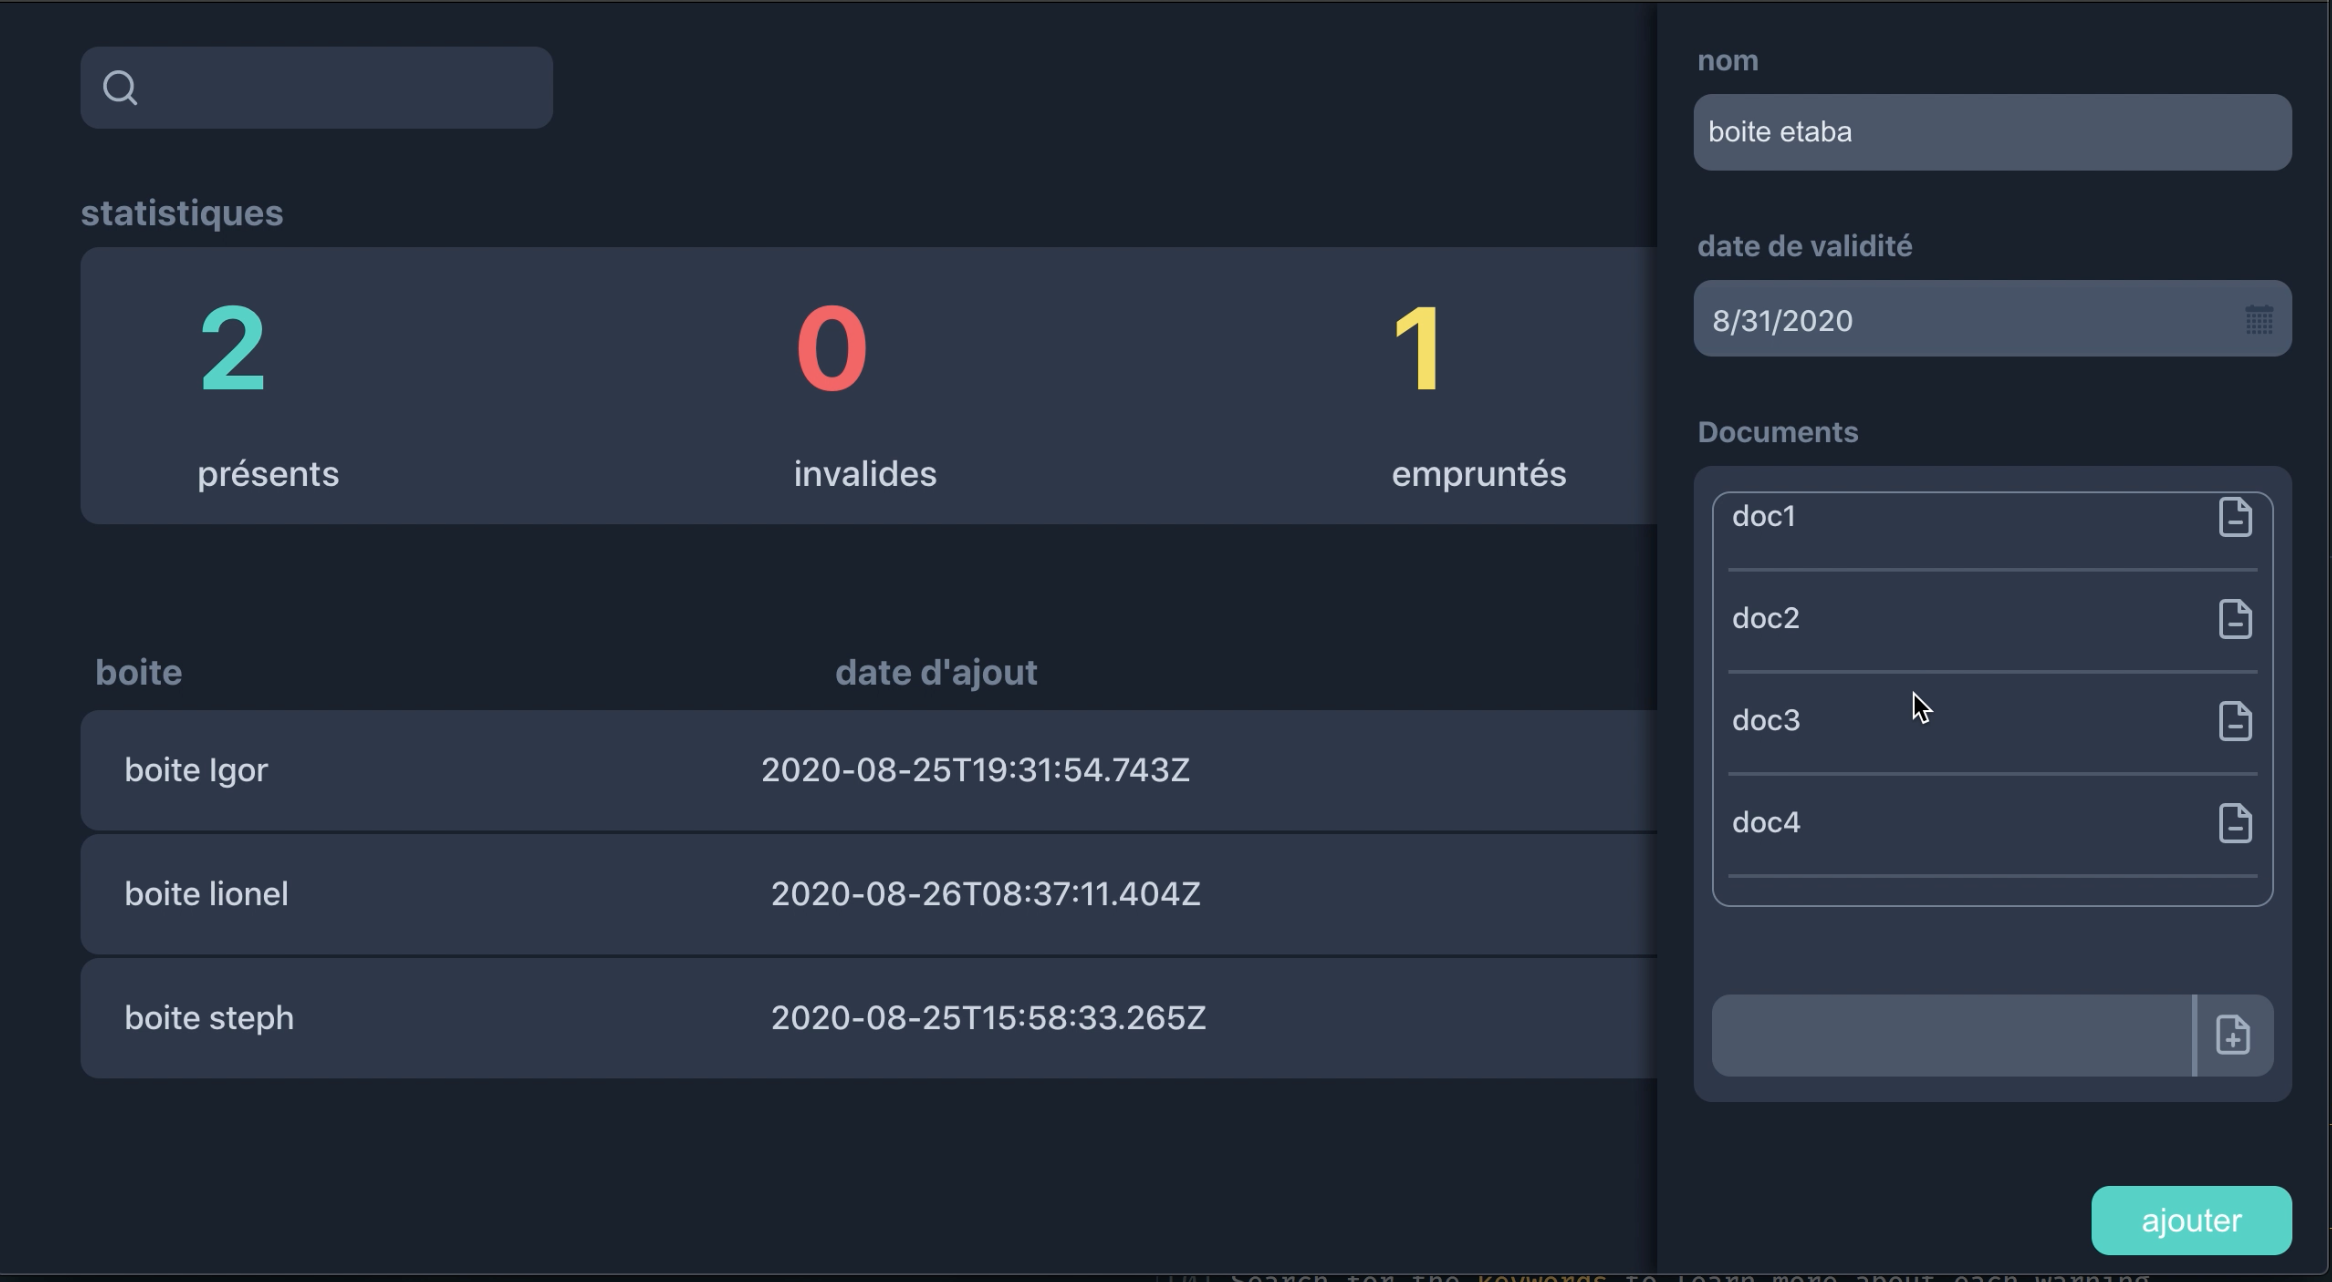 statistiques
2 0 1
présents invalides empruntés
boite date d'ajout
boite Igor 2020-08-25T19:31:54.743Z
boite lionel 2020-08-26T08:37:11.404Z
boite steph 2020-08-25T15:58:33.265Z
nom
boite etaba
date de validité
8/31/2020
Documents
doc1
doc2
doc3
doc4
ajouter
Search for the keywords to learn more about each warning